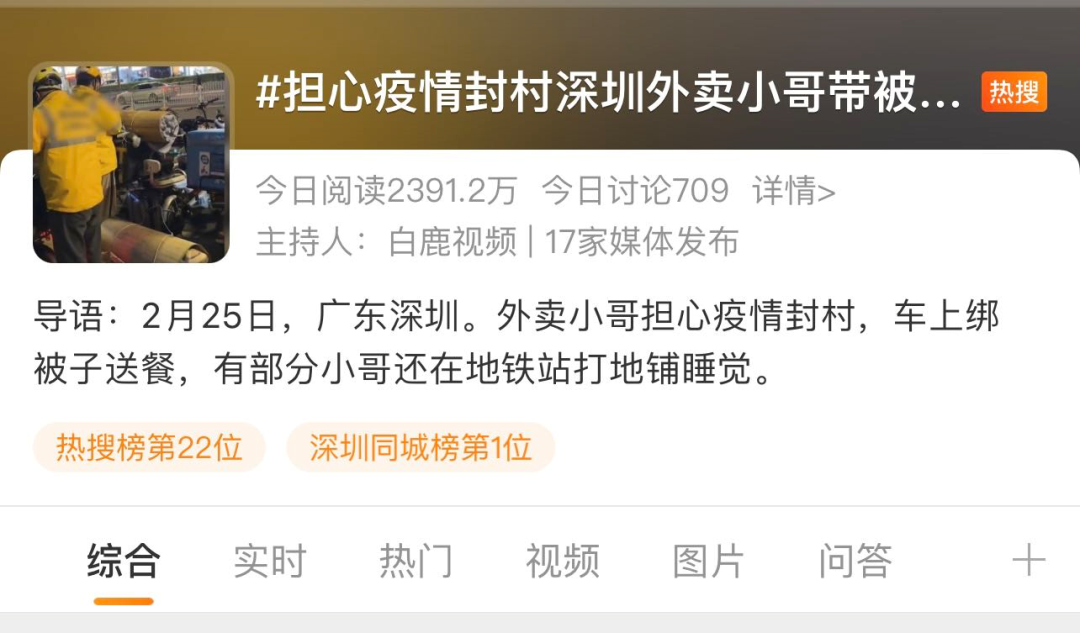 #担心疫情封村深圳外卖小哥带被...
热搜
今日阅读2391.2万 今日讨论709 详情>
主持人：白鹿视频 | 17家媒体发布
导语：2月25日，广东深圳。外卖小哥担心疫情封村，车上绑
被子送餐，有部分小哥还在地铁站打地铺睡觉。
热搜榜第22位 深圳同城榜第1位
综合 实时 热门 视频 图片 问答 +